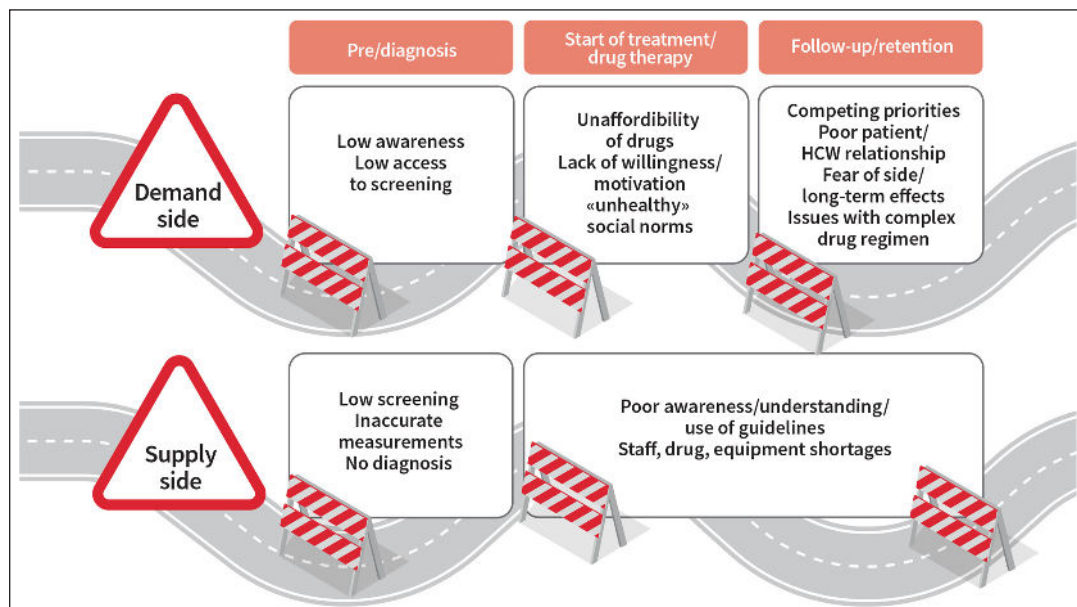 Pre/diagnosis
Start of treatment/
drug therapy
Follow-up/retention
Demand
side
Low awareness
Low access
to screening
Unaffordibility
of drugs
Lack of willingness/
motivation
«unhealthy»
social norms
Competing priorities
Poor patient/
HCW relationship
Fear of side/
long-term effects
Issues with complex
drug regimen
Supply
side
Low screening
Inaccurate
measurements
No diagnosis
Poor awareness/understanding/
use of guidelines
Staff, drug, equipment shortages